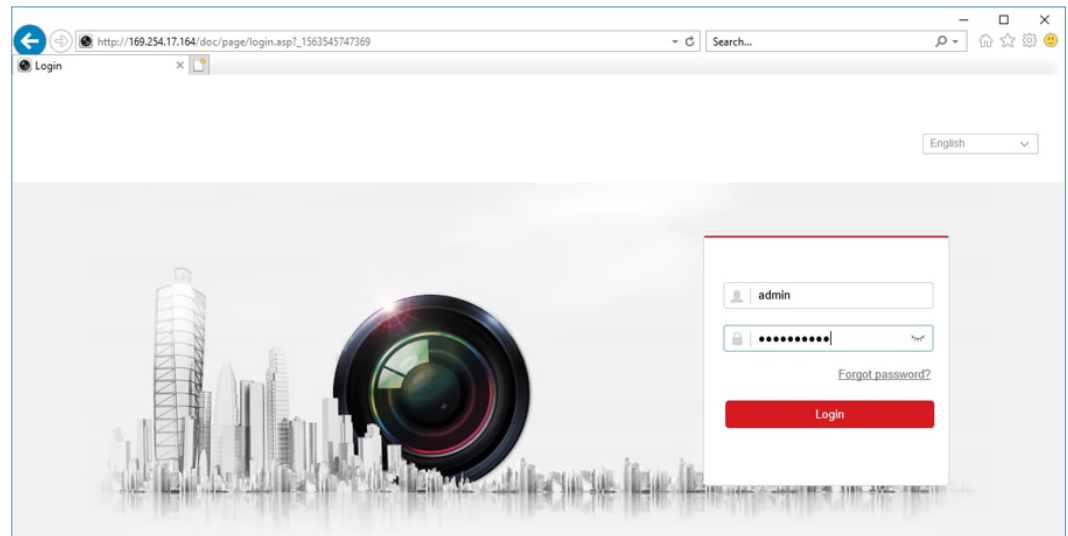 http://169.254.17.164/doc/page/login.asp?_1563545747369
Search...
Login
English
admin
Forgot password?
Login